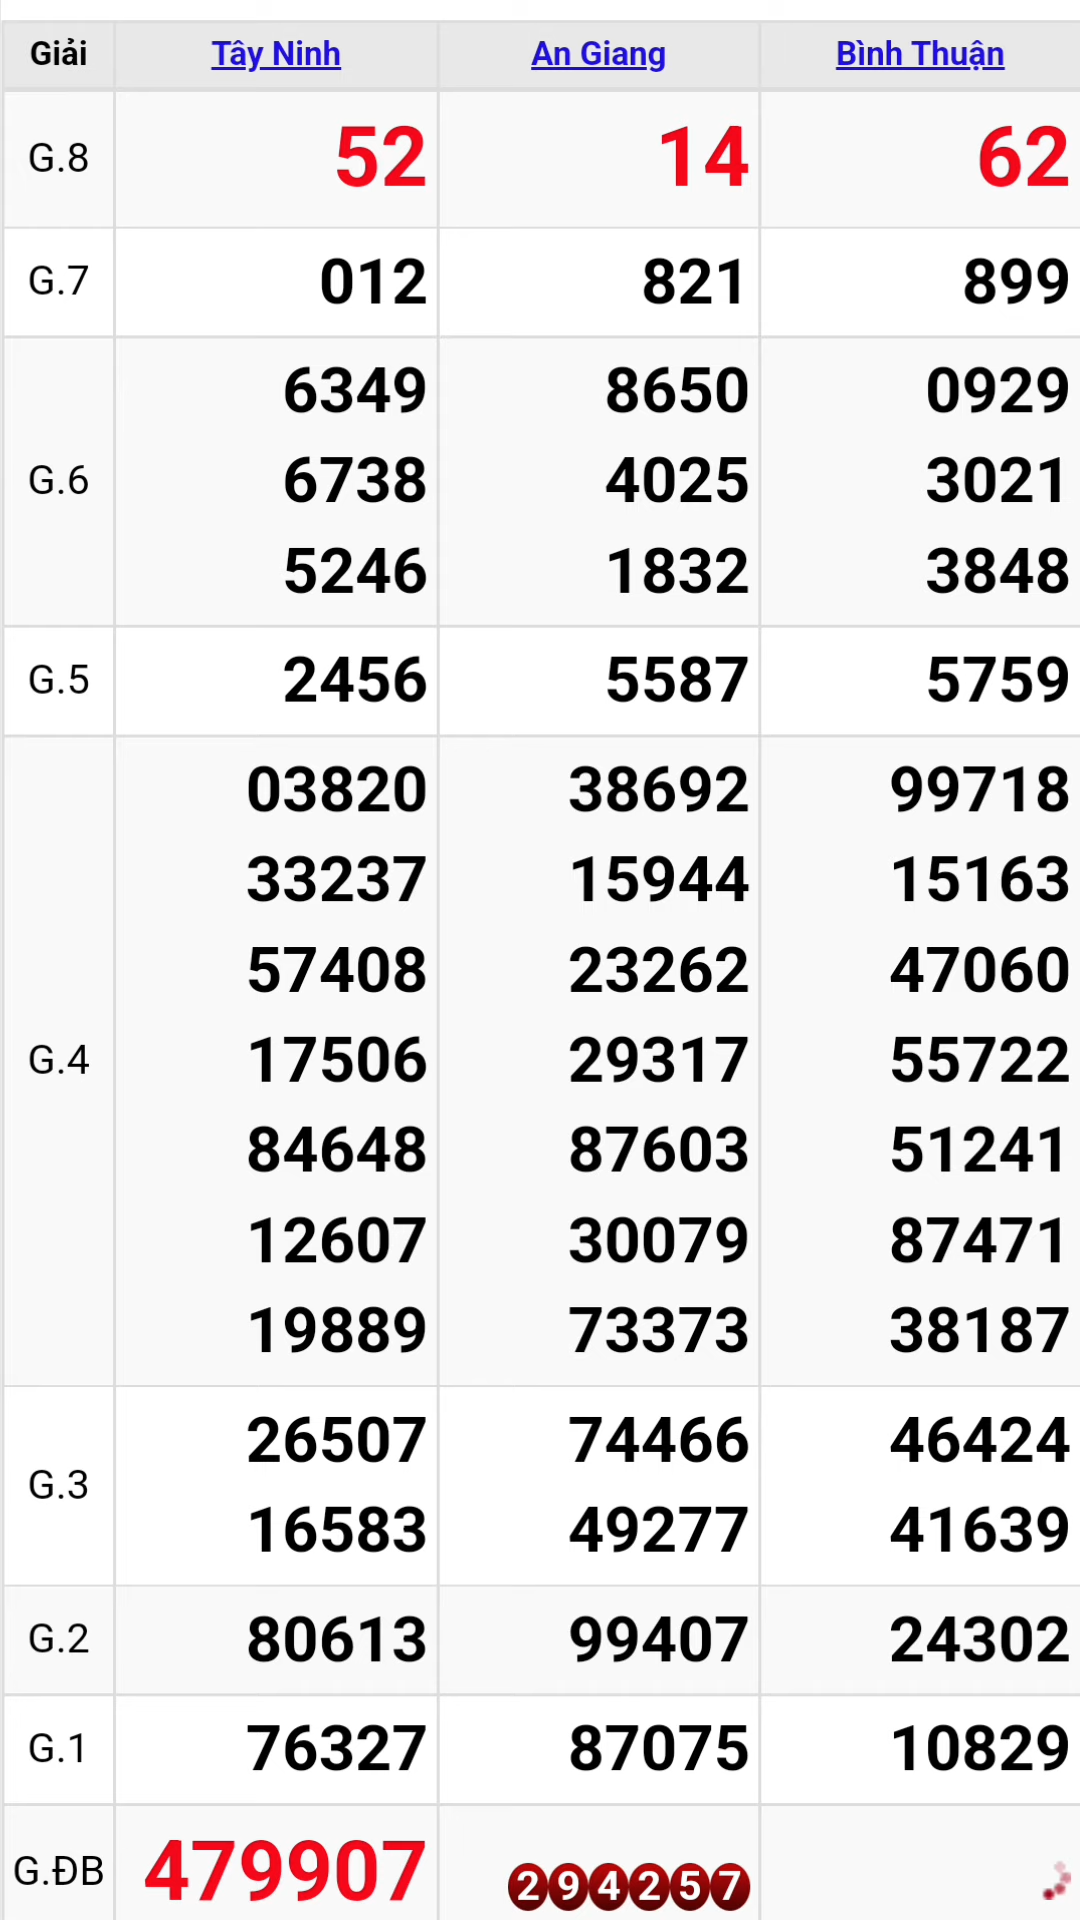 Giải Tây Ninh An Giang Bình Thuận
G.8 52 14 62
G.7 012 821 899
6349 8650 0929
G.6 6738 4025 3021
5246 1832 3848
G.5 2456 5587 5759
03820 38692 99718
33237 15944 15163
57408 23262 47060
G.4 17506 29317 55722
84648 87603 51241
12607 30079 87471
19889 73373 38187
26507 74466 46424
G.3
16583 49277 41639
G.2 80613 99407 24302
G.1 76327 87075 10829
G.ĐB 479907 294257